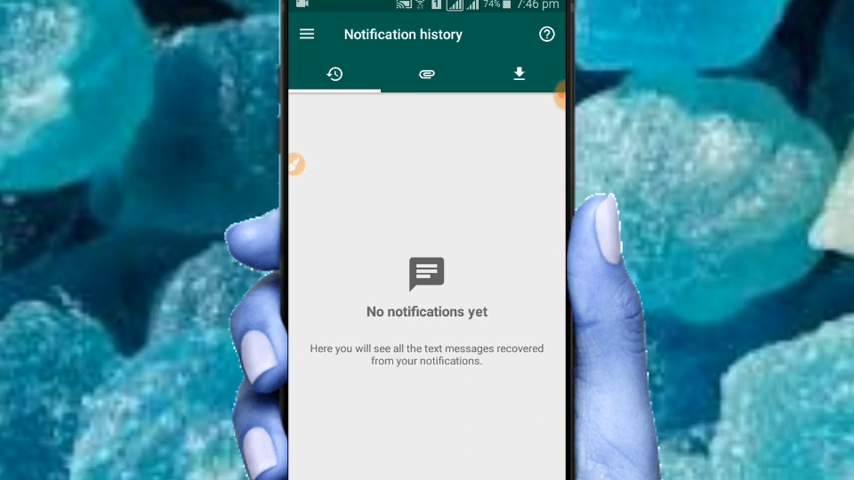 1 74% 7:46 pm
Notification history
No notifications yet
Here you will see all the text messages recovered
from your notifications.